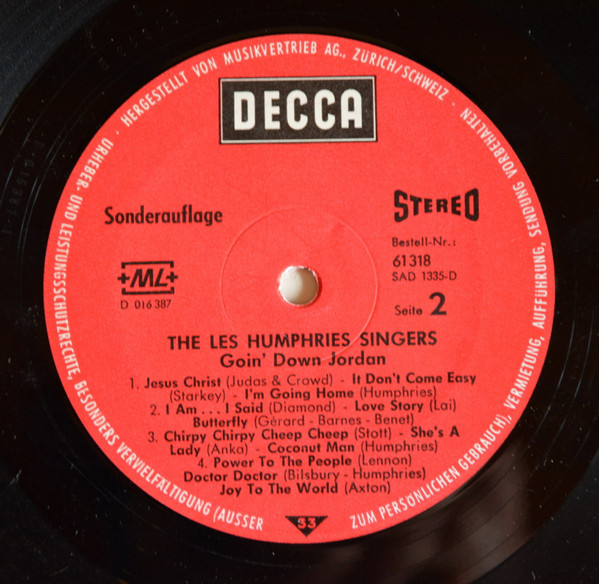 URHEBER- UND LEISTUNGSSCHUTZRECHTE, BESONDERS VERVIELFÄLTIGUNG (AUSSER ZUM PERSÖNLICHEN GEBRAUCH), VERMIETUNG, AUFFÜHRUNG, SENDUNG VORBEHALTEN · HERGESTELLT VON MUSIKVERTRIEB AG., ZÜRICH/SCHWEIZ ·
DECCA
Sonderauflage
STEREO
Bestell-Nr.:
61 318
SAD 1335-D
+ML+
D 016 387
Seite 2
THE LES HUMPHRIES SINGERS
Goin' Down Jordan
1. Jesus Christ (Judas & Crowd) - It Don't Come Easy
(Starkey) - I'm Going Home (Humphries)
2. I Am . . . I Said (Diamond) - Love Story (Lai)
Butterfly (Gérard - Barnes - Benet)
3. Chirpy Chirpy Cheep Cheep (Stott) - She's A
Lady (Anka) - Coconut Man (Humphries)
4. Power To The People (Lennon)
Doctor Doctor (Bilsbury - Humphries)
Joy To The World (Axton)
33